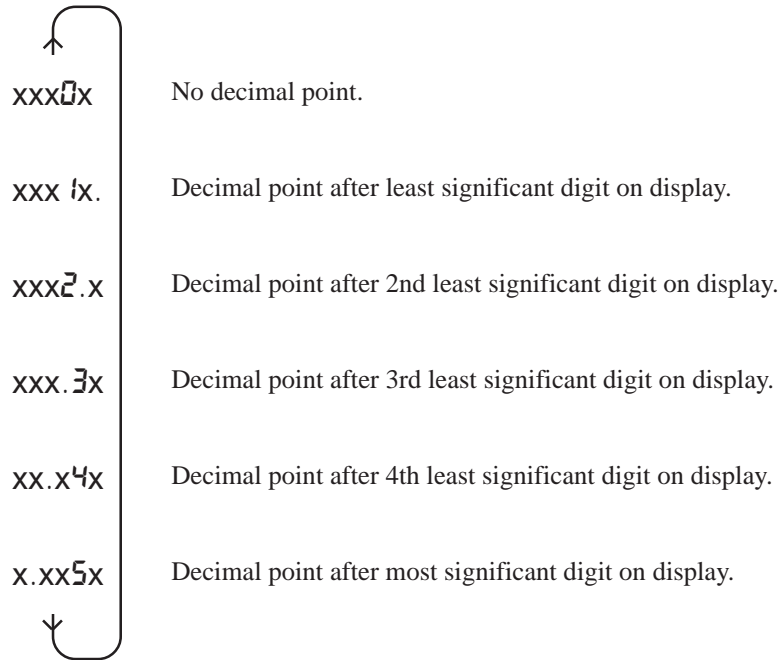 xxx0x No decimal point.
xxx1x. Decimal point after least significant digit on display.
xxx2.x Decimal point after 2nd least significant digit on display.
xxx.3x Decimal point after 3rd least significant digit on display.
xx.x4x Decimal point after 4th least significant digit on display.
x.xx5x Decimal point after most significant digit on display.